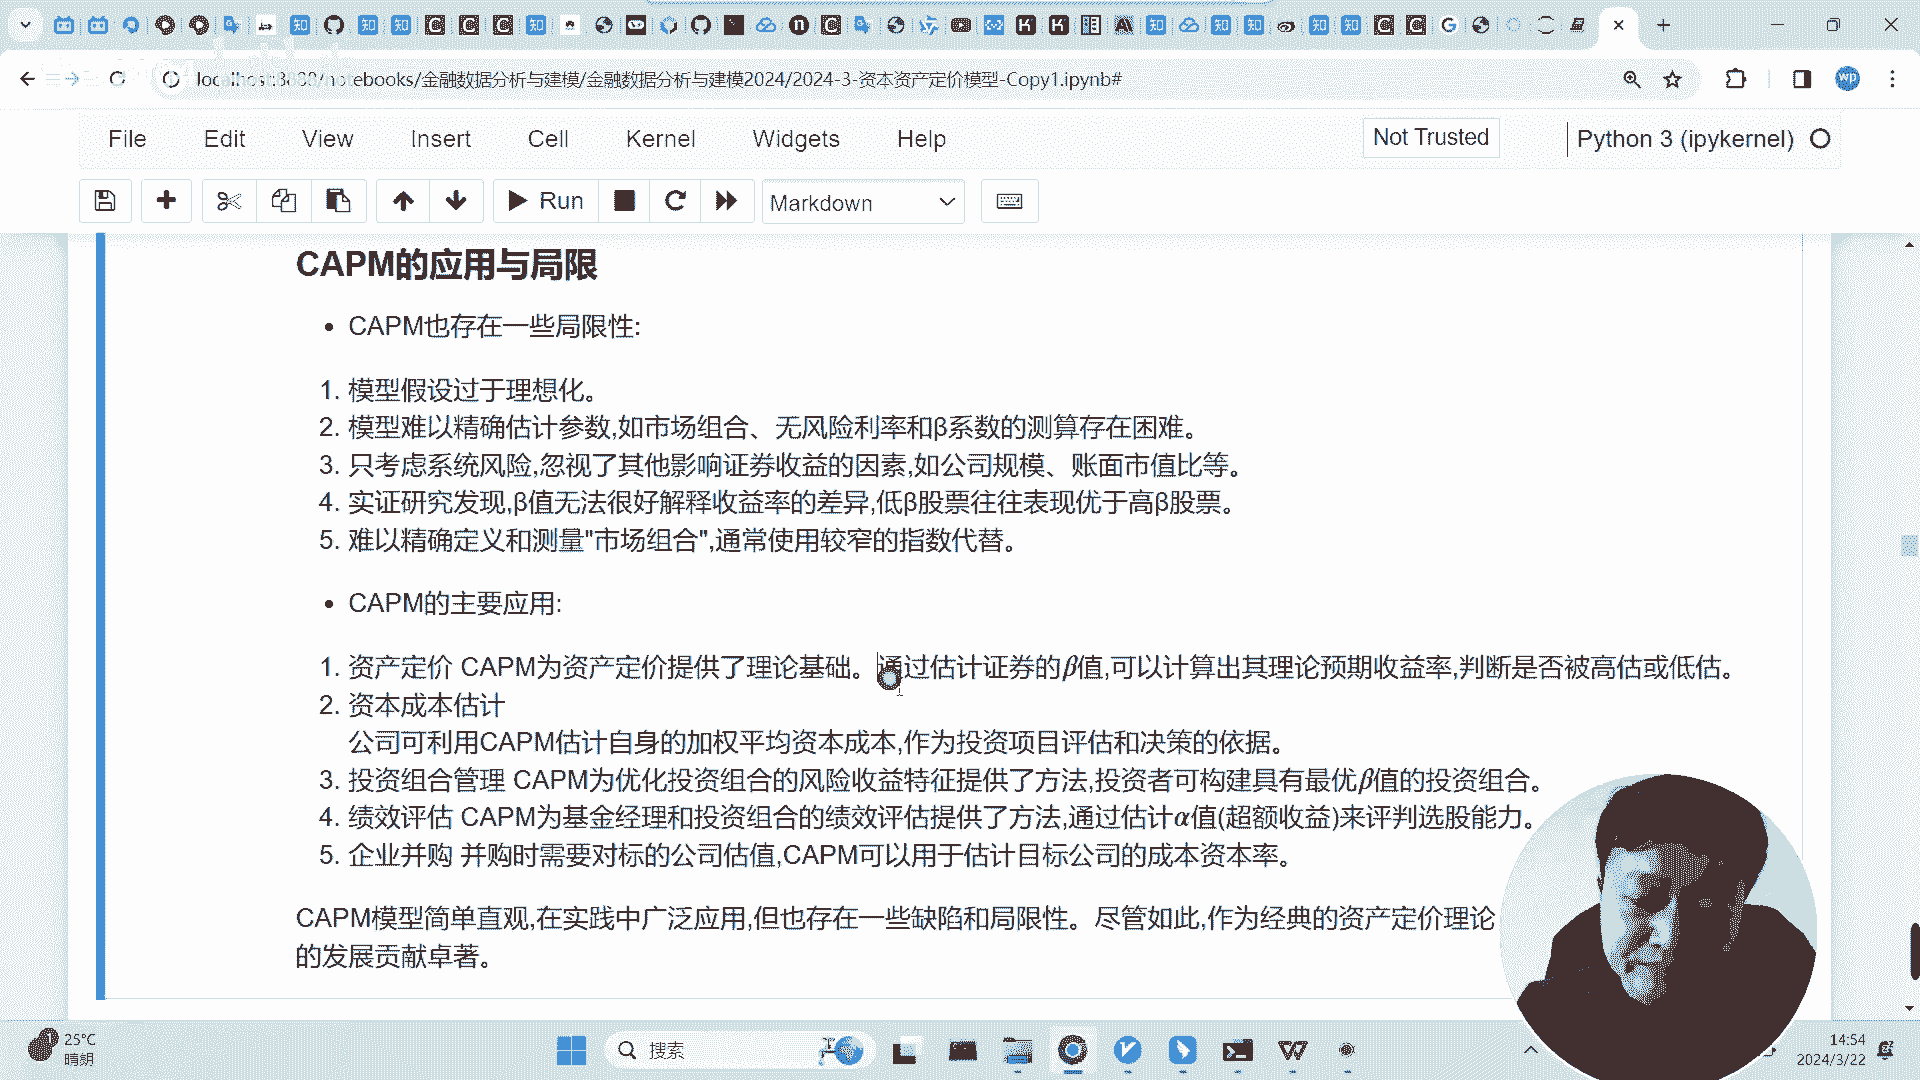 localhost:8888/notebooks/金融数据分析与建模/金融数据分析与建模2024/2024-3-资本资产定价模型-Copy1.ipynb#
wp
File Edit View Insert Cell Kernel Widgets Help
Not Trusted
Python 3 (ipykernel)
Run
Markdown
CAPM的应用与局限
• CAPM也存在一些局限性:
1. 模型假设过于理想化。
2. 模型难以精确估计参数,如市场组合、无风险利率和β系数的测算存在困难。
3. 只考虑系统风险,忽视了其他影响证券收益的因素,如公司规模、账面市值比等。
4. 实证研究发现,β值无法很好解释收益率的差异,低β股票往往表现优于高β股票。
5. 难以精确定义和测量"市场组合",通常使用较窄的指数代替。
• CAPM的主要应用:
1. 资产定价 CAPM为资产定价提供了理论基础。通过估计证券的β值,可以计算出其理论预期收益率,判断是否被高估或低估。
2. 资本成本估计
公司可利用CAPM估计自身的加权平均资本成本,作为投资项目评估和决策的依据。
3. 投资组合管理 CAPM为优化投资组合的风险收益特征提供了方法,投资者可构建具有最优β值的投资组合。
4. 绩效评估 CAPM为基金经理和投资组合的绩效评估提供了方法,通过估计α值(超额收益)来评判选股能力。
5. 企业并购 并购时需要对标的公司估值,CAPM可以用于估计目标公司的成本资本率。
CAPM模型简单直观,在实践中广泛应用,但也存在一些缺陷和局限性。尽管如此,作为经典的资产定价理论
的发展贡献卓著。
25°C
晴朗
搜索
14:54
2024/3/22